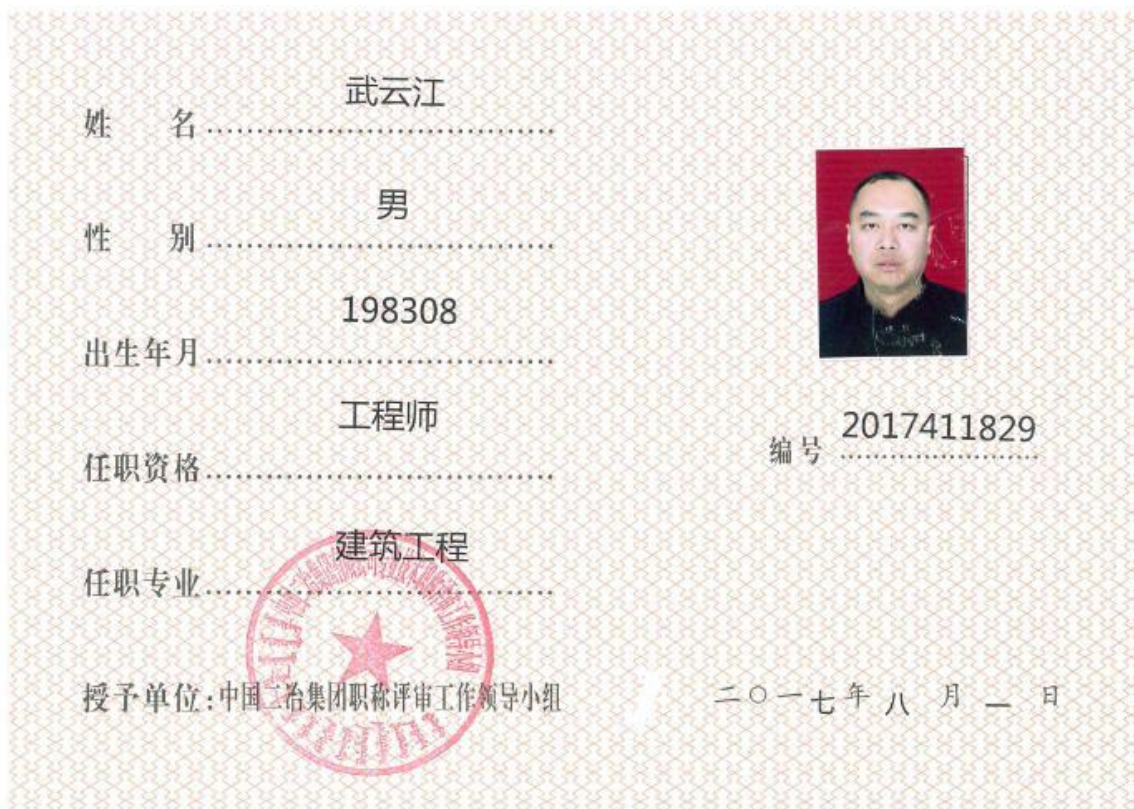 姓名 武云江
性别 男
出生年月 198308
任职资格 工程师
编号 2017411829
任职专业 建筑工程
授予单位:中国二冶集团职称评审工作领导小组
二〇一七年八月一日